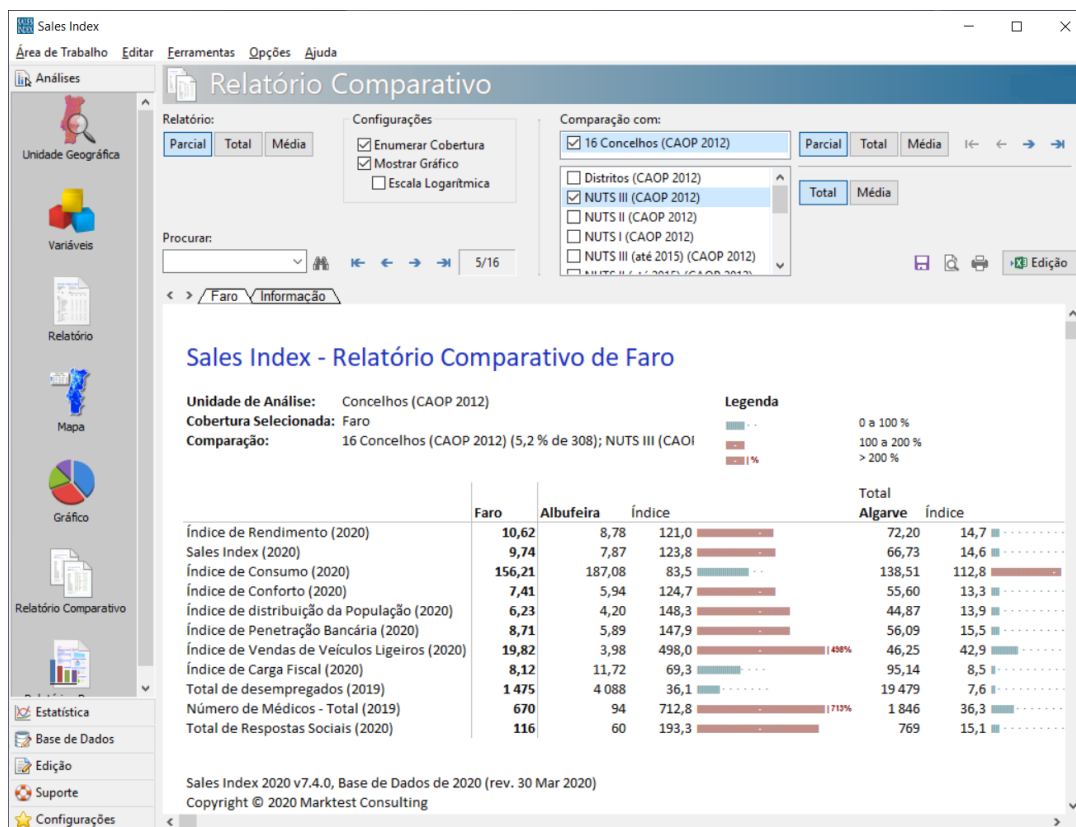 Sales Index
Área de Trabalho Editar Ferramentas Opções Ajuda
Análises
Unidade Geográfica
Variáveis
Relatório
Mapa
Gráfico
Relatório Comparativo
Estatística
Base de Dados
Edição
Suporte
Configurações
Relatório Comparativo
Relatório:
Parcial Total Média
Configurações
Enumerar Cobertura
Mostrar Gráfico
Escala Logarítmica
Procurar:
5/16
Comparação com:
16 Concelhos (CAOP 2012)
Distritos (CAOP 2012)
NUTS III (CAOP 2012)
NUTS II (CAOP 2012)
NUTS I (CAOP 2012)
NUTS III (até 2015) (CAOP 2012)
NUTS II (até 2015) (CAOP 2012)
Parcial Total Média
Total Média
Edição
Faro Informação
Sales Index - Relatório Comparativo de Faro
Unidade de Análise: Concelhos (CAOP 2012)
Cobertura Selecionada: Faro
Comparação: 16 Concelhos (CAOP 2012) (5,2 % de 308); NUTS III (CAOP
Legenda
0 a 100 %
100 a 200 %
| % > 200 %
Total
Faro Albufeira Índice Algarve Índice
Índice de Rendimento (2020) 10,62 8,78 121,0 72,20 14,7
Sales Index (2020) 9,74 7,87 123,8 66,73 14,6
Índice de Consumo (2020) 156,21 187,08 83,5 138,51 112,8
Índice de Conforto (2020) 7,41 5,94 124,7 55,60 13,3
Índice de distribuição da População (2020) 6,23 4,20 148,3 44,87 13,9
Índice de Penetração Bancária (2020) 8,71 5,89 147,9 56,09 15,5
Índice de Vendas de Veículos Ligeiros (2020) 19,82 3,98 498,0 |498% 46,25 42,9
Índice de Carga Fiscal (2020) 8,12 11,72 69,3 95,14 8,5
Total de desempregados (2019) 1 475 4 088 36,1 19 479 7,6
Número de Médicos - Total (2019) 670 94 712,8 |713% 1 846 36,3
Total de Respostas Sociais (2020) 116 60 193,3 769 15,1
Sales Index 2020 v7.4.0, Base de Dados de 2020 (rev. 30 Mar 2020)
Copyright © 2020 Marktest Consulting